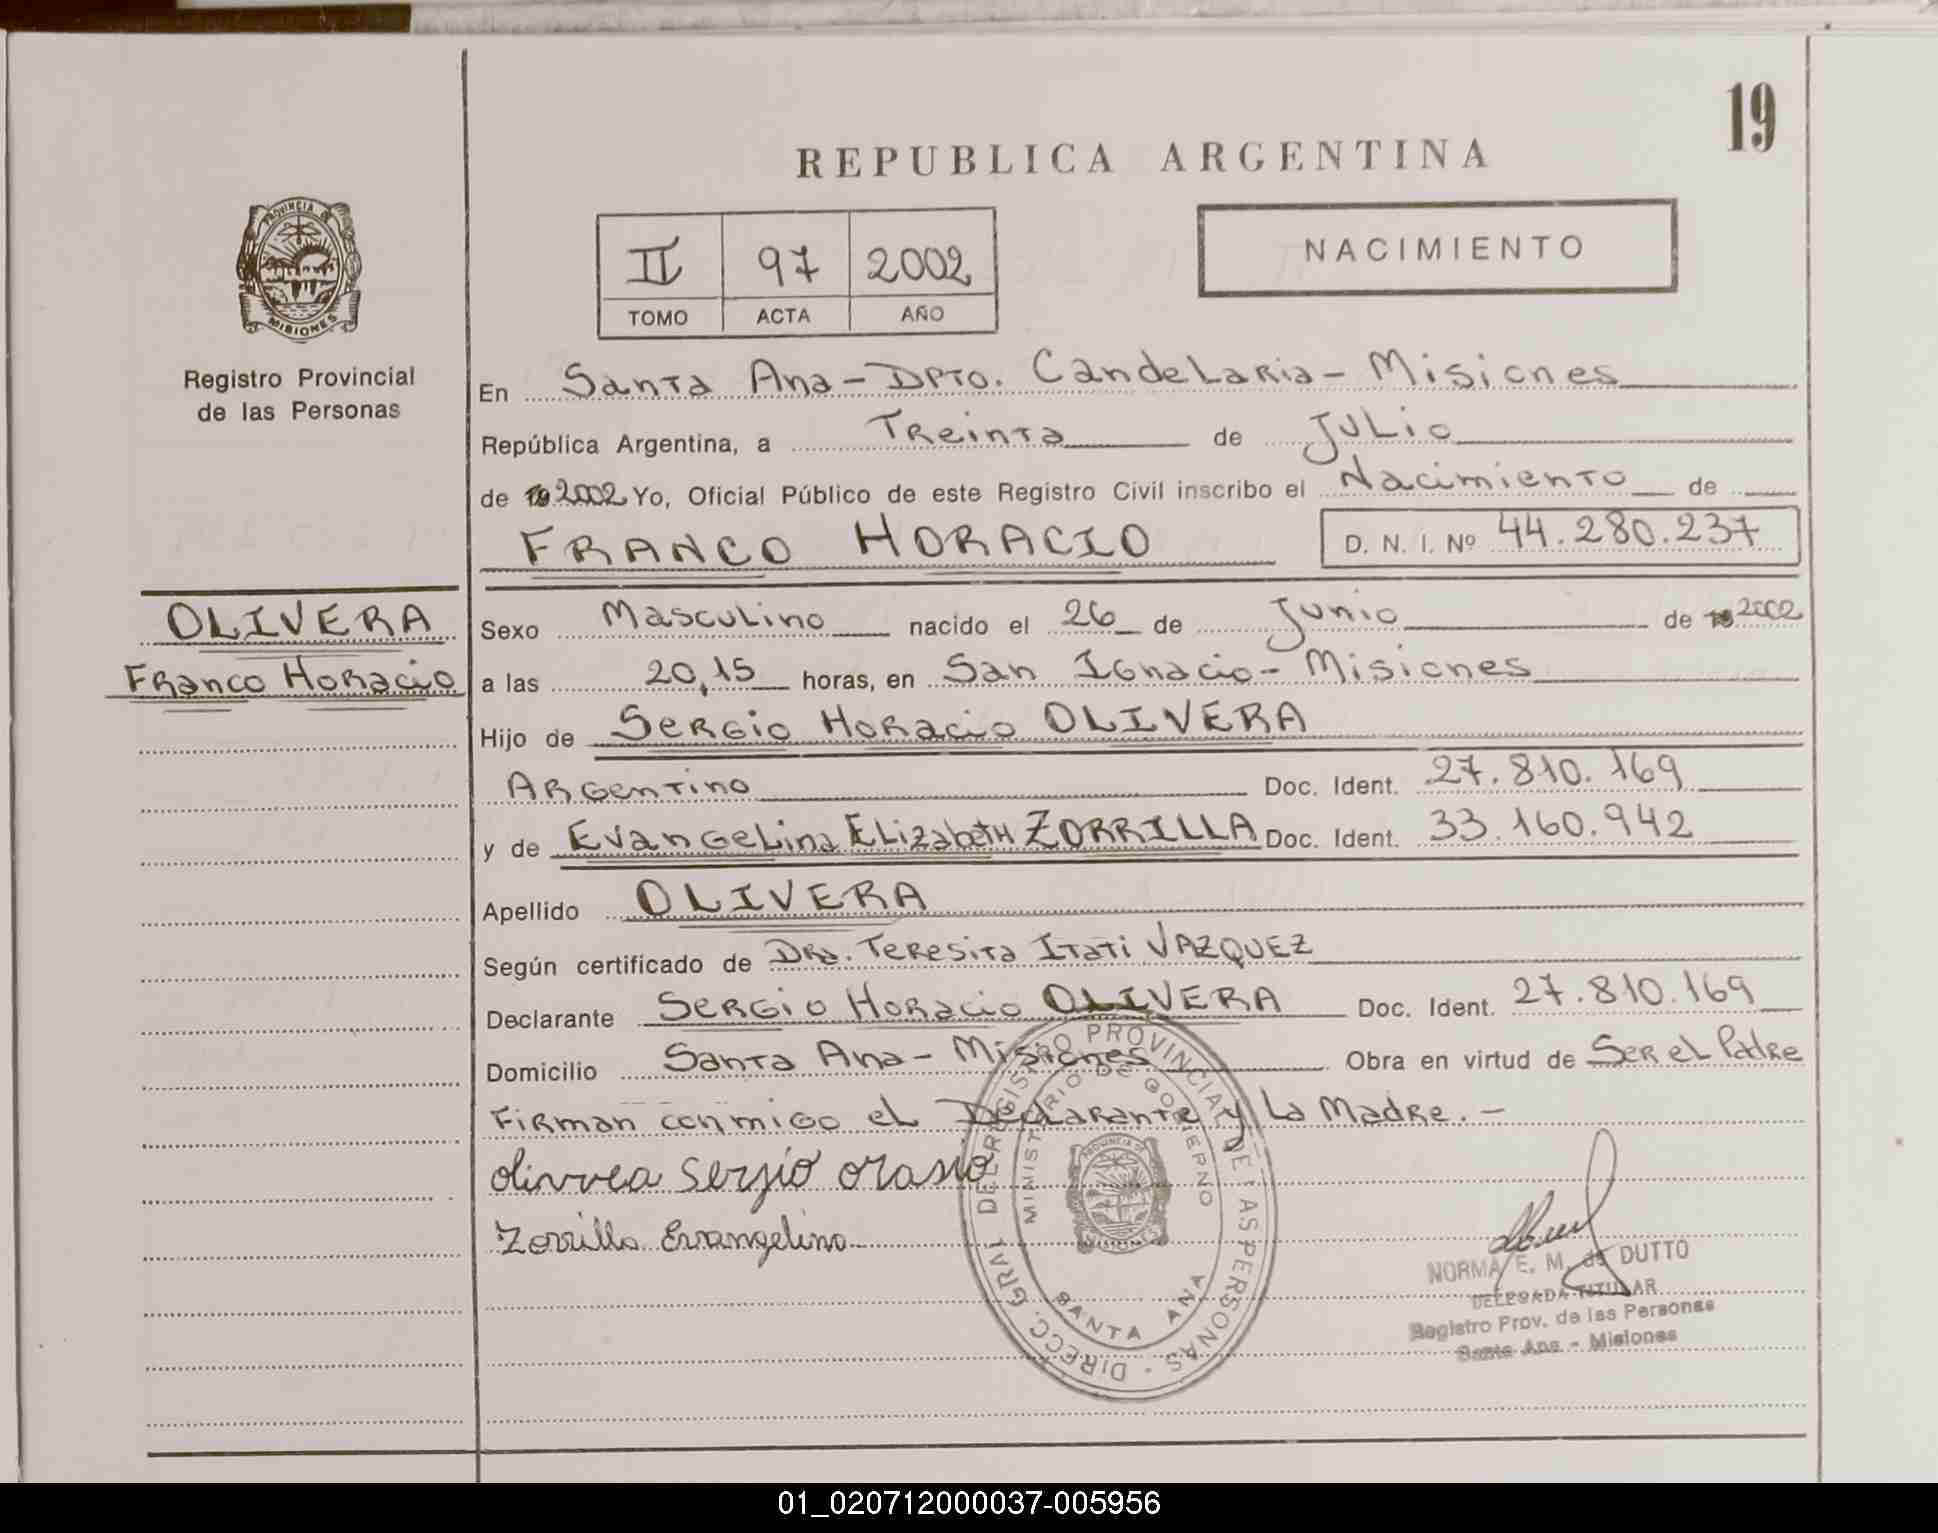 19
REPUBLICA ARGENTINA
PROVINCIA DE
MISIONES
Registro Provincial
de las Personas
II 97 2002
TOMO ACTA AÑO
NACIMIENTO
En Santa Ana - DPTO. Candelaria - Misiones
República Argentina, a Treinta de Julio
de 19 2002 Yo, Oficial Público de este Registro Civil inscribo el Nacimiento de
FRANCO HORACIO D. N. I. Nº 44.280.237
OLIVERA
Franco Horacio
Sexo Masculino nacido el 26 de Junio de 19 2002
a las 20,15 horas, en San Ignacio - Misiones
Hijo de Sergio Horacio OLIVERA
Argentino Doc. Ident. 27.810.169
y de Evangelina Elizabeth ZORRILLA Doc. Ident. 33.160.942
Apellido OLIVERA
Según certificado de Dra. Teresita Itati VAZQUEZ
Declarante Sergio Horacio OLIVERA Doc. Ident. 27.810.169
Domicilio Santa Ana - Misiones Obra en virtud de Ser el Padre
Firman conmigo el Declarante y la Madre. -
olivvea Sergio orasio
Zorrilla Evangelina
DIRECC. GRAL DEL REGISTRO PROVINCIAL DE LAS PERSONAS -
MINISTERIO DE GOBIERNO
PROVINCIA DE
MISIONES
SANTA ANA
NORMA E. M. de DUTTO
DELEGADA TITULAR
Registro Prov. de las Personas
Santa Ana - Misiones
01_020712000037-005956